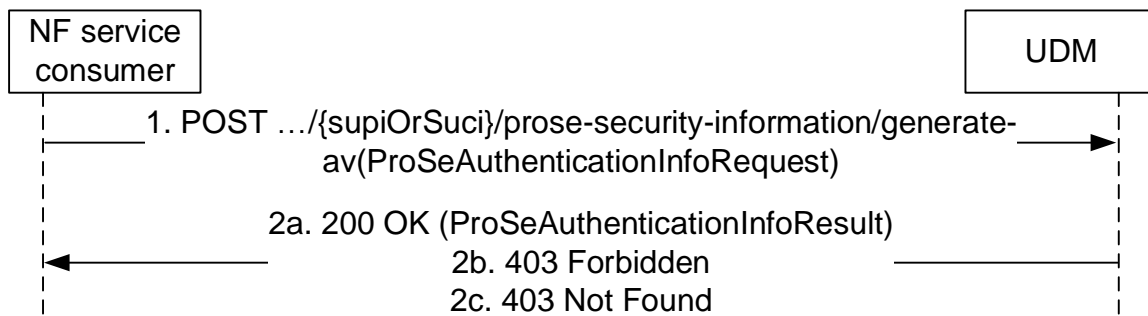 NF service
consumer
UDM
1. POST …/{supiOrSuci}/prose-security-information/generate-
av(ProSeAuthenticationInfoRequest)
2a. 200 OK (ProSeAuthenticationInfoResult)
2b. 403 Forbidden
2c. 403 Not Found